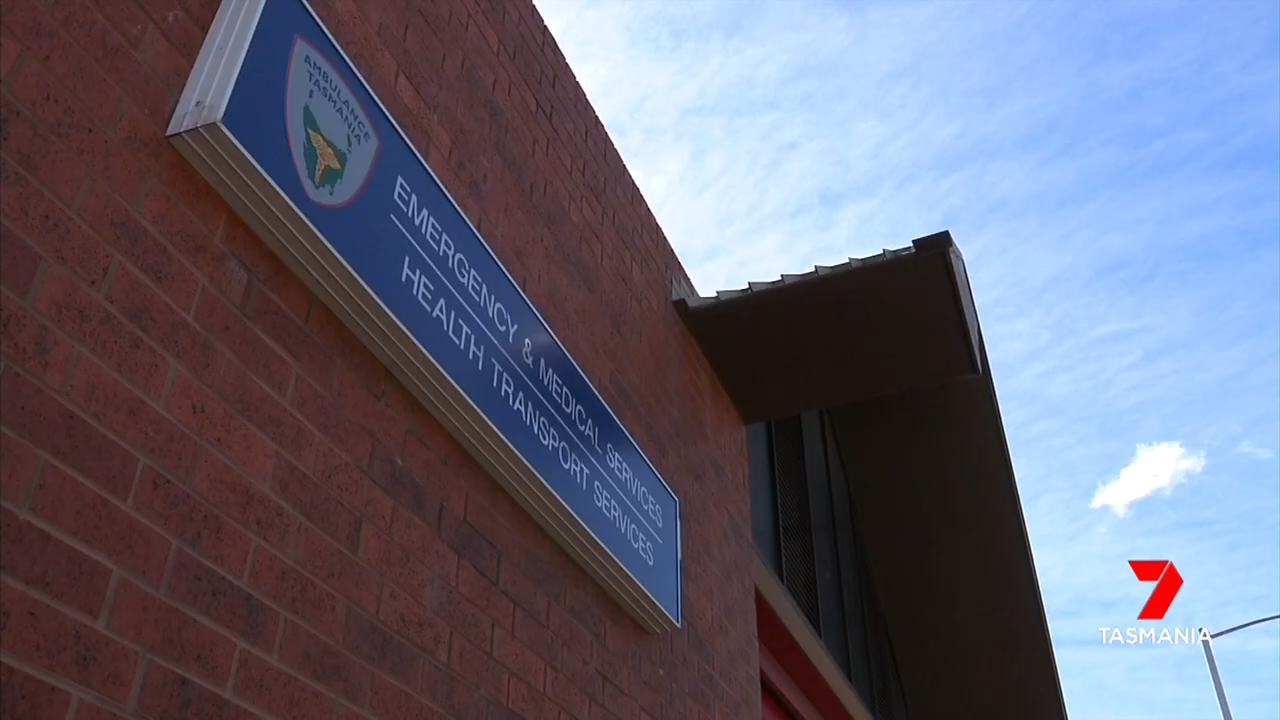 AMBULANCE
TASMANIA
EMERGENCY & MEDICAL SERVICES
HEALTH TRANSPORT SERVICES
7
TASMANIA